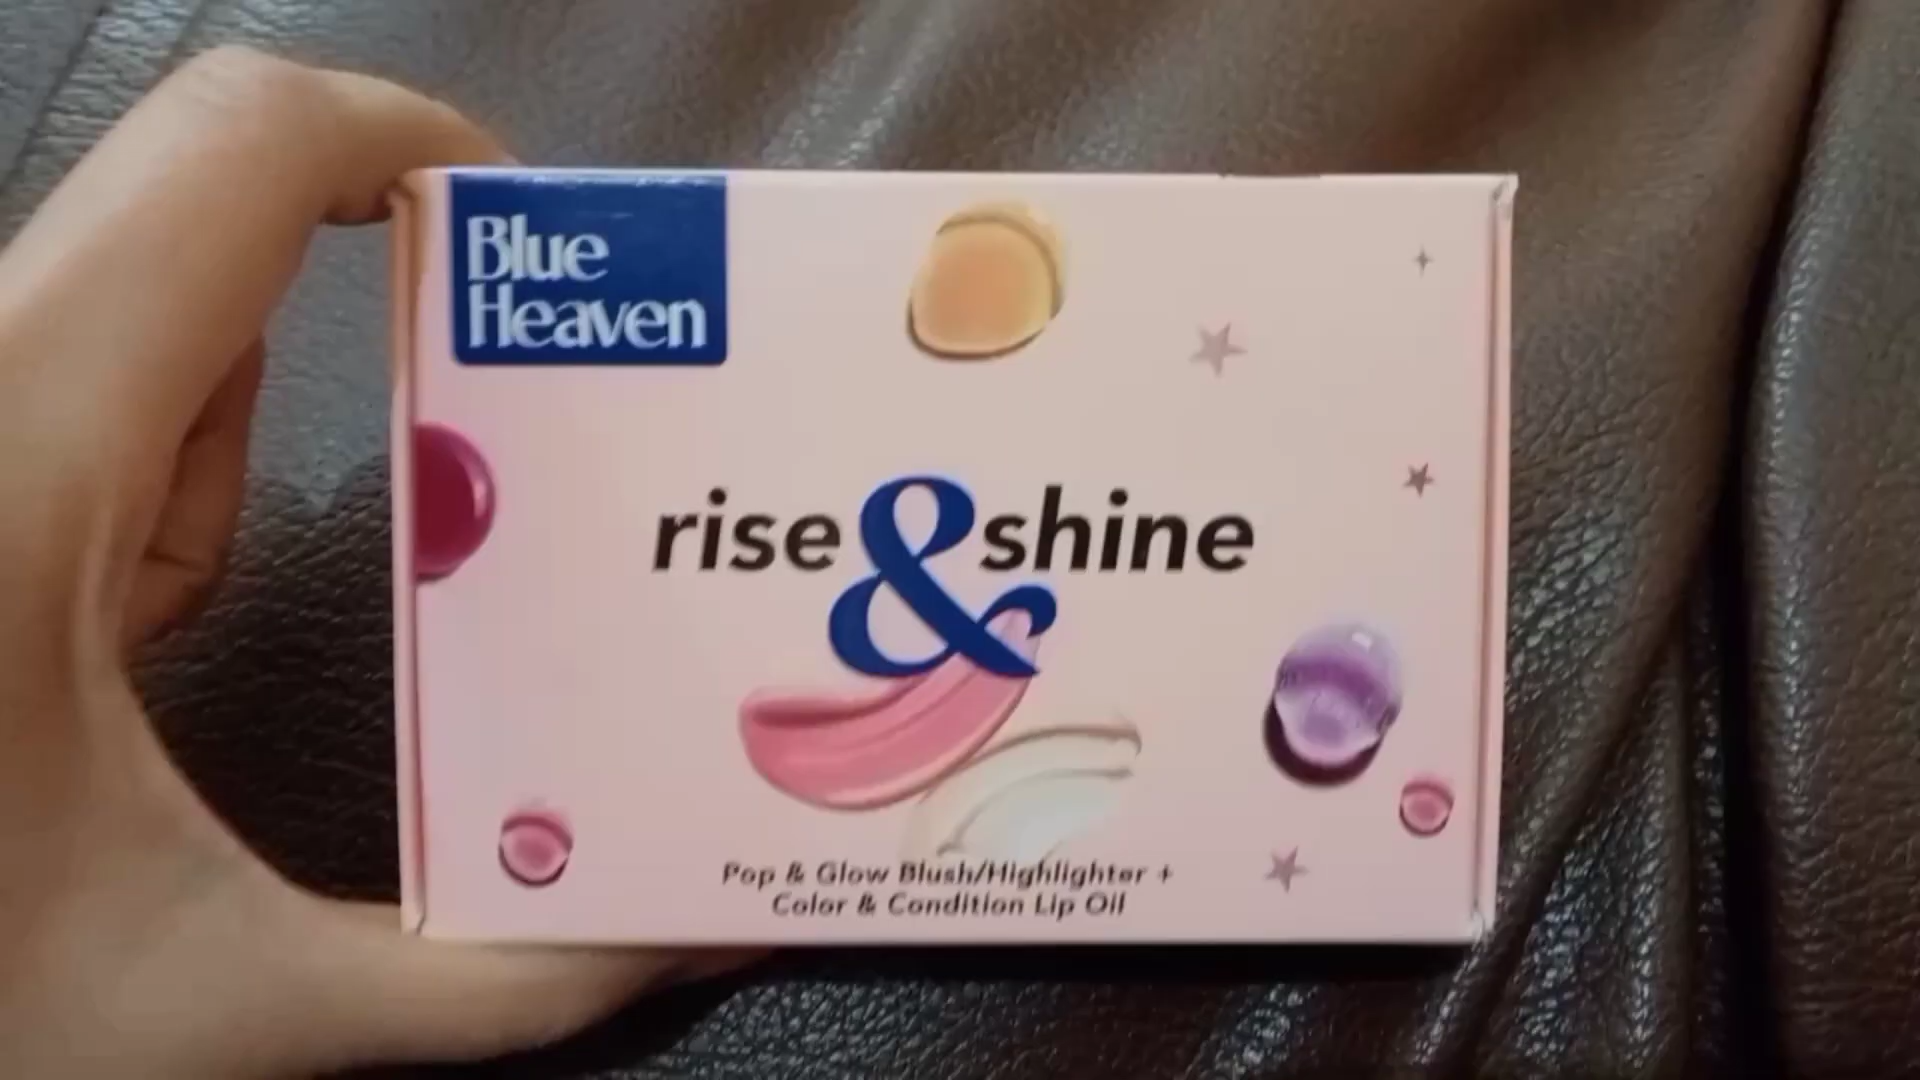 Blue
Heaven
rise & shine
Pop & Glow Blush/Highlighter +
Color & Condition Lip Oil